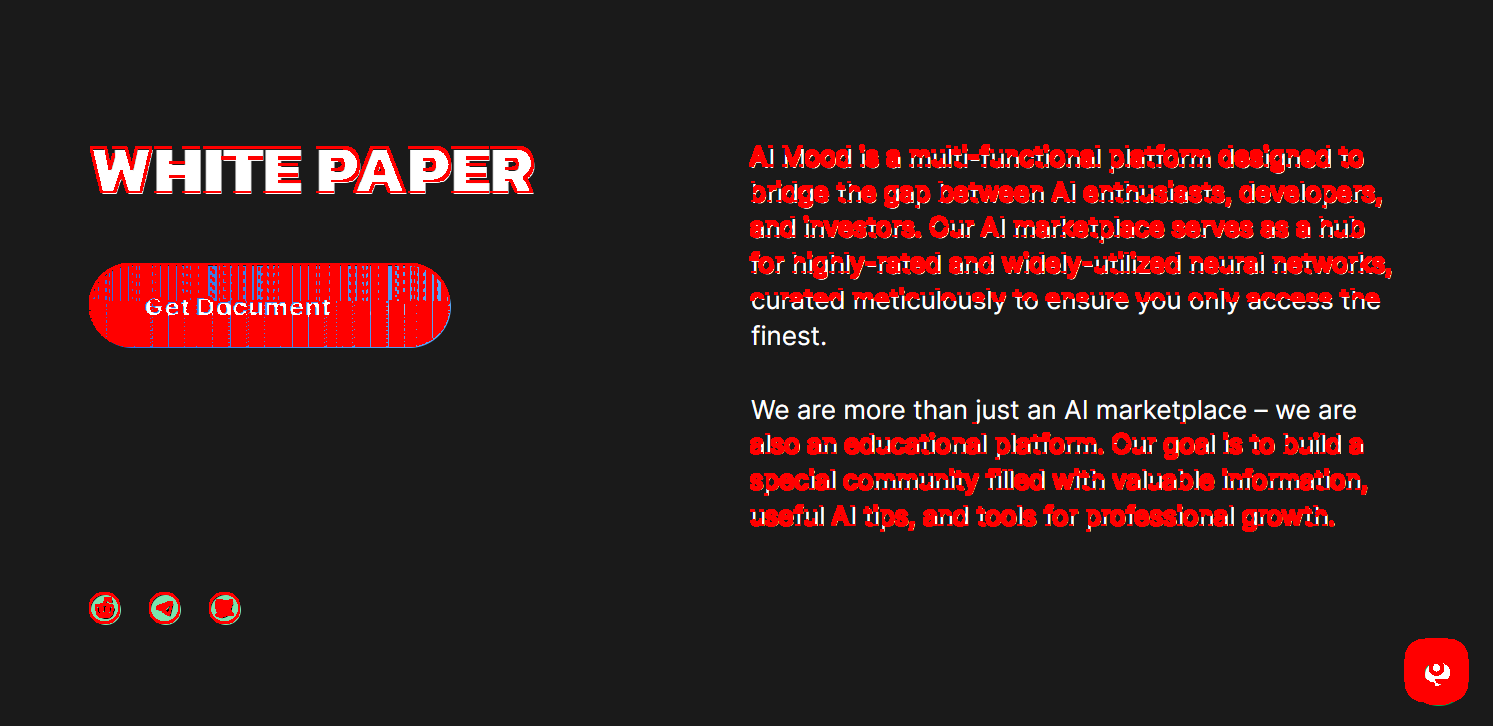 WHITE PAPER
Get Document
AI Mood is a multi-functional platform designed to
bridge the gap between AI enthusiasts, developers,
and investors. Our AI marketplace serves as a hub
for highly-rated and widely-utilized neural networks,
curated meticulously to ensure you only access the
finest.
We are more than just an AI marketplace – we are
also an educational platform. Our goal is to build a
special community filled with valuable information,
useful AI tips, and tools for professional growth.